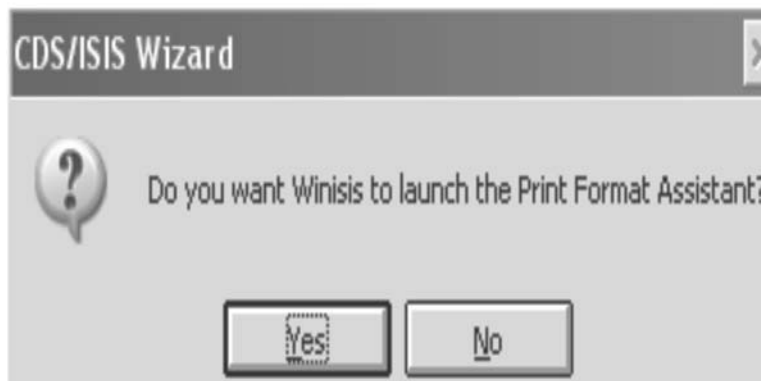 CDS/ISIS Wizard
Do you want Winisis to launch the Print Format Assistant?
Yes
No